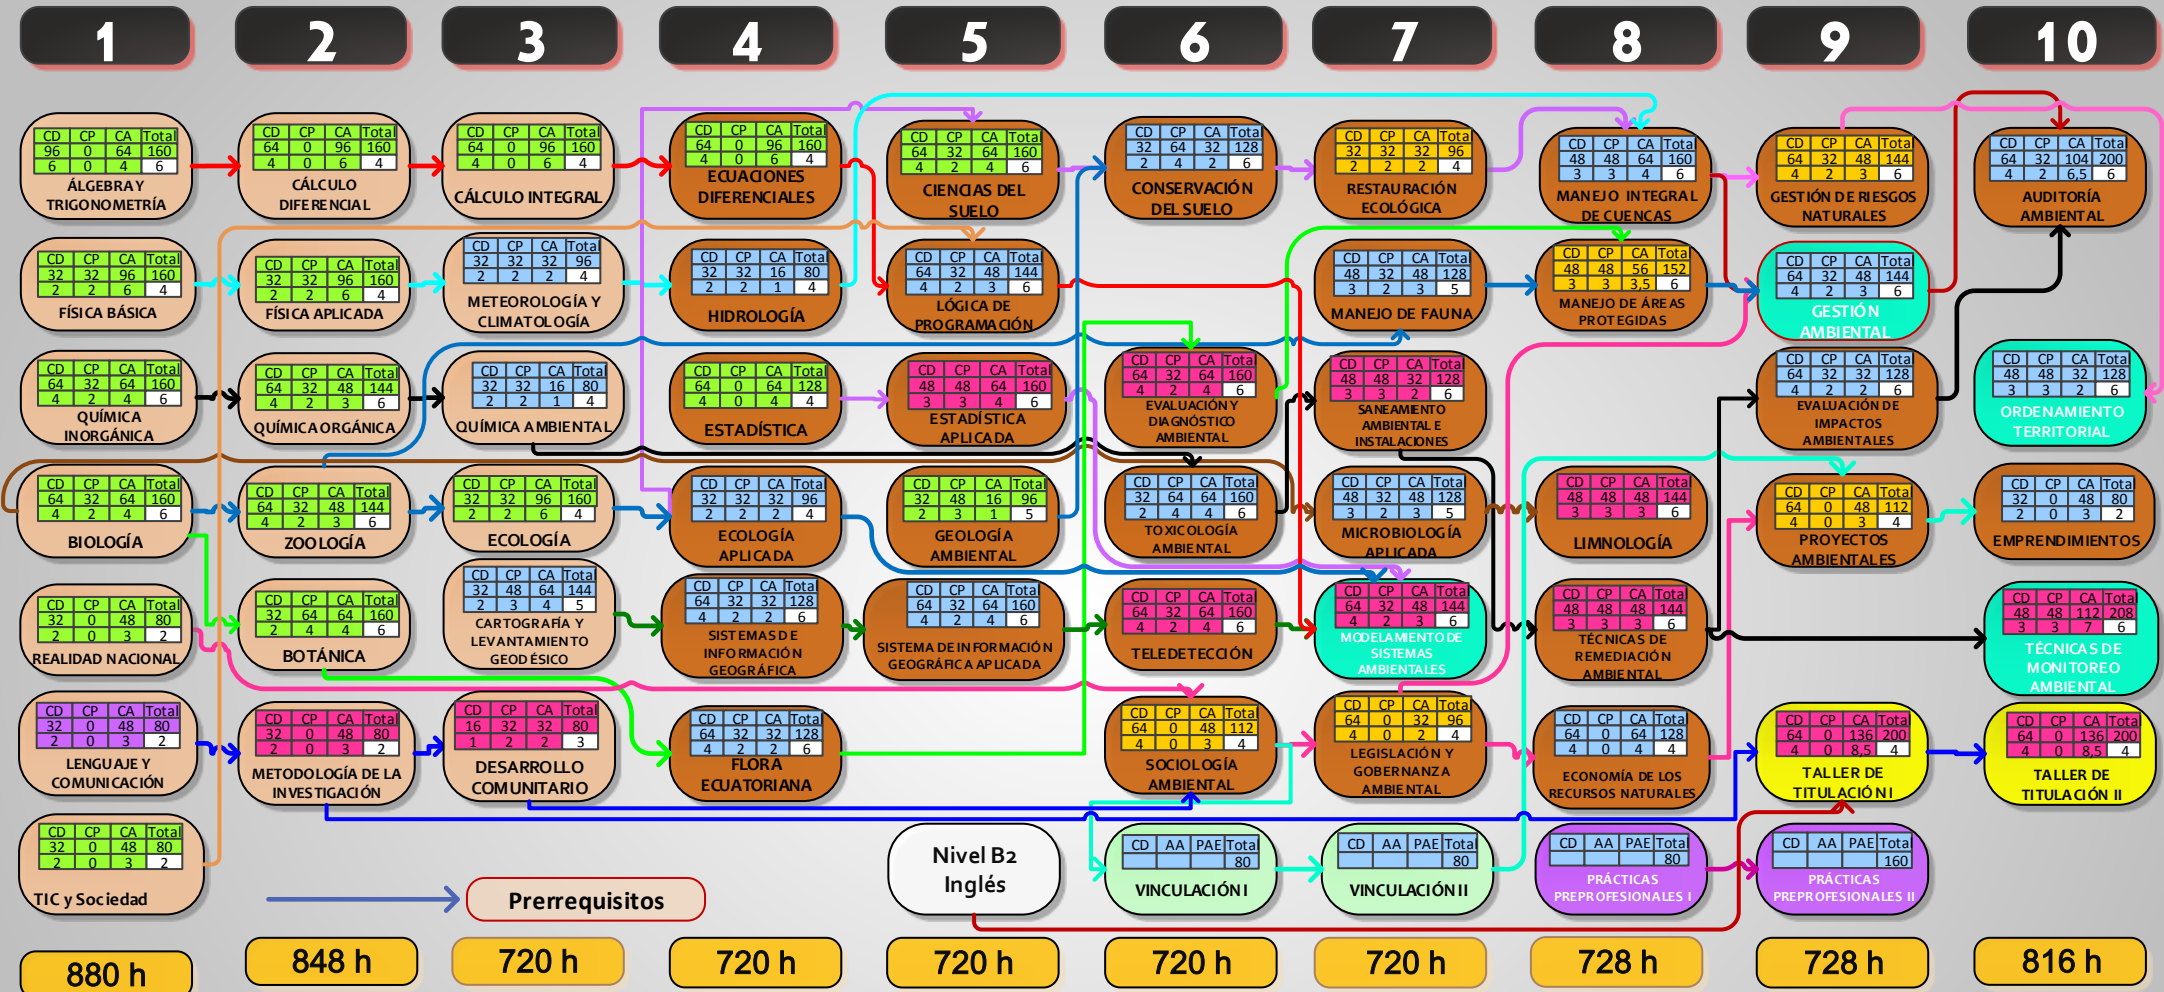 1 2 3 4 5 6 7 8 9 10
CD CP CA Total
96 0 64 160
6 0 4 6
ÁLGEBRA Y
TRIGONOMETRÍA
CD CP CA Total
64 0 96 160
4 0 6 4
CÁLCULO
DIFERENCIAL
CD CP CA Total
64 0 96 160
4 0 6 4
CÁLCULO INTEGRAL
CD CP CA Total
64 0 96 160
4 0 6 4
ECUACIONES
DIFERENCIALES
CD CP CA Total
64 32 64 160
4 2 4 6
CIENCIAS DEL
SUELO
CD CP CA Total
32 64 32 128
2 4 2 6
CONSERVACIÓN
DEL SUELO
CD CP CA Total
32 32 32 96
2 2 2 4
RESTAURACIÓN
ECOLÓGICA
CD CP CA Total
48 48 64 160
3 3 4 6
MANEJO INTEGRAL
DE CUENCAS
CD CP CA Total
64 32 48 144
4 2 3 6
GESTIÓN DE RIESGOS
NATURALES
CD CP CA Total
64 32 104 200
4 2 6,5 6
AUDITORÍA
AMBIENTAL
CD CP CA Total
32 32 96 160
2 2 6 4
FÍSICA BÁSICA
CD CP CA Total
32 32 96 160
2 2 6 4
FÍSICA APLICADA
CD CP CA Total
32 32 32 96
2 2 2 4
METEOROLOGÍA Y
CLIMATOLOGÍA
CD CP CA Total
32 32 16 80
2 2 1 4
HIDROLOGÍA
CD CP CA Total
64 32 48 144
4 2 3 6
LÓGICA DE
PROGRAMACIÓN
CD CP CA Total
48 32 48 128
3 2 3 5
MANEJO DE FAUNA
CD CP CA Total
48 48 56 152
3 3 3,5 6
MANEJO DE ÁREAS
PROTEGIDAS
CD CP CA Total
64 32 48 144
4 2 3 6
GESTIÓN
AMBIENTAL
CD CP CA Total
64 32 64 160
4 2 4 6
QUÍMICA
INORGÁNICA
CD CP CA Total
64 32 48 144
4 2 3 6
QUÍMICA ORGÁNICA
CD CP CA Total
32 32 16 80
2 2 1 4
QUÍMICA AMBIENTAL
CD CP CA Total
64 0 64 128
4 0 4 4
ESTADÍSTICA
CD CP CA Total
48 48 64 160
3 3 4 6
ESTADÍSTICA
APLICADA
CD CP CA Total
64 32 64 160
4 2 4 6
EVALUACIÓN Y
DIAGNÓSTICO
AMBIENTAL
CD CP CA Total
48 48 32 128
3 3 2 6
SANEAMIENTO
AMBIENTAL E
INSTALACIONES
CD CP CA Total
64 32 32 128
4 2 2 6
EVALUACIÓN DE
IMPACTOS
AMBIENTALES
CD CP CA Total
48 48 32 128
3 3 2 6
ORDENAMIENTO
TERRITORIAL
CD CP CA Total
64 32 64 160
4 2 4 6
BIOLOGÍA
CD CP CA Total
64 32 48 144
4 2 3 6
ZOOLOGÍA
CD CP CA Total
32 32 96 160
2 2 6 4
ECOLOGÍA
CD CP CA Total
32 32 32 96
2 2 2 4
ECOLOGÍA
APLICADA
CD CP CA Total
32 48 16 96
2 3 1 5
GEOLOGÍA
AMBIENTAL
CD CP CA Total
32 64 64 160
2 4 4 6
TOXICOLOGÍA
AMBIENTAL
CD CP CA Total
48 32 48 128
3 2 3 5
MICROBIOLOGÍA
APLICADA
CD CP CA Total
48 48 48 144
3 3 3 6
LIMNOLOGÍA
CD CP CA Total
64 0 48 112
4 0 3 4
PROYECTOS
AMBIENTALES
CD CP CA Total
32 0 48 80
2 0 3 2
EMPRENDIMIENTOS
CD CP CA Total
32 0 48 80
2 0 3 2
REALIDAD NACIONAL
CD CP CA Total
32 64 64 160
2 4 4 6
BOTÁNICA
CD CP CA Total
32 48 64 144
2 3 4 5
CARTOGRAFÍA Y
LEVANTAMIENTO
GEODÉSICO
CD CP CA Total
64 32 32 128
4 2 2 6
SISTEMAS DE
INFORMACIÓN
GEOGRÁFICA
CD CP CA Total
64 32 64 160
4 2 4 6
SISTEMA DE INFORMACIÓN
GEOGRÁFICA APLICADA
CD CP CA Total
64 32 64 160
4 2 4 6
TELEDETECCIÓN
CD CP CA Total
64 32 48 144
4 2 3 6
MODELAMIENTO DE
SISTEMAS
AMBIENTALES
CD CP CA Total
48 48 48 144
3 3 3 6
TÉCNICAS DE
REMEDIACIÓN
AMBIENTAL
CD CP CA Total
48 48 112 208
3 3 7 6
TÉCNICAS DE
MONITOREO
AMBIENTAL
CD CP CA Total
32 0 48 80
2 0 3 2
LENGUAJE Y
COMUNICACIÓN
CD CP CA Total
32 0 48 80
2 0 3 2
METODOLOGÍA DE LA
INVESTIGACIÓN
CD CP CA Total
16 32 32 80
1 2 2 3
DESARROLLO
COMUNITARIO
CD CP CA Total
64 32 32 128
4 2 2 6
FLORA
ECUATORIANA
CD CP CA Total
64 0 48 112
4 0 3 4
SOCIOLOGÍA
AMBIENTAL
CD CP CA Total
64 0 32 96
4 0 2 4
LEGISLACIÓN Y
GOBERNANZA
AMBIENTAL
CD CP CA Total
64 0 64 128
4 0 4 4
ECONOMÍA DE LOS
RECURSOS NATURALES
CD CP CA Total
64 0 136 200
4 0 8,5 4
TALLER DE
TITULACIÓN I
CD CP CA Total
64 0 136 200
4 0 8,5 4
TALLER DE
TITULACIÓN II
CD CP CA Total
32 0 48 80
2 0 3 2
TIC y Sociedad
Prerrequisitos
Nivel B2
Inglés
CD AA PAE Total
80
VINCULACIÓN I
CD AA PAE Total
80
VINCULACIÓN II
CD AA PAE Total
80
PRÁCTICAS
PREPROFESIONALES I
CD AA PAE Total
160
PRÁCTICAS
PREPROFESIONALES II
880 h 848 h 720 h 720 h 720 h 720 h 720 h 728 h 728 h 816 h